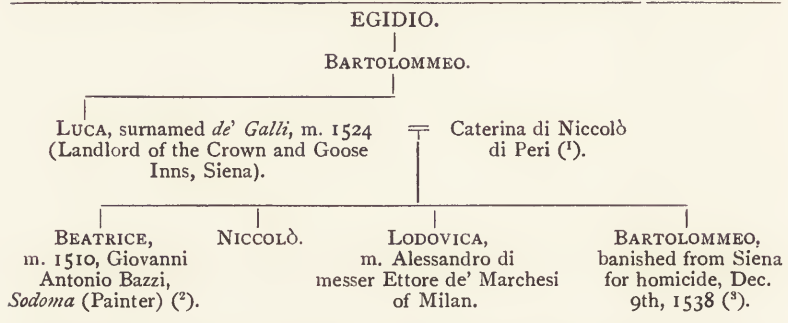 EGIDIO.
BARTOLOMMEO.
LUCA, surnamed de' Galli, m. 1524
(Landlord of the Crown and Goose
Inns, Siena).
Caterina di Niccolò
di Peri (¹).
BEATRICE,
m. 1510, Giovanni
Antonio Bazzi,
Sodoma (Painter) (²).
NICCOLÒ.
LODOVICA,
m. Alessandro di
messer Ettore de' Marchesi
of Milan.
BARTOLOMMEO,
banished from Siena
for homicide, Dec.
9th, 1538 (³).